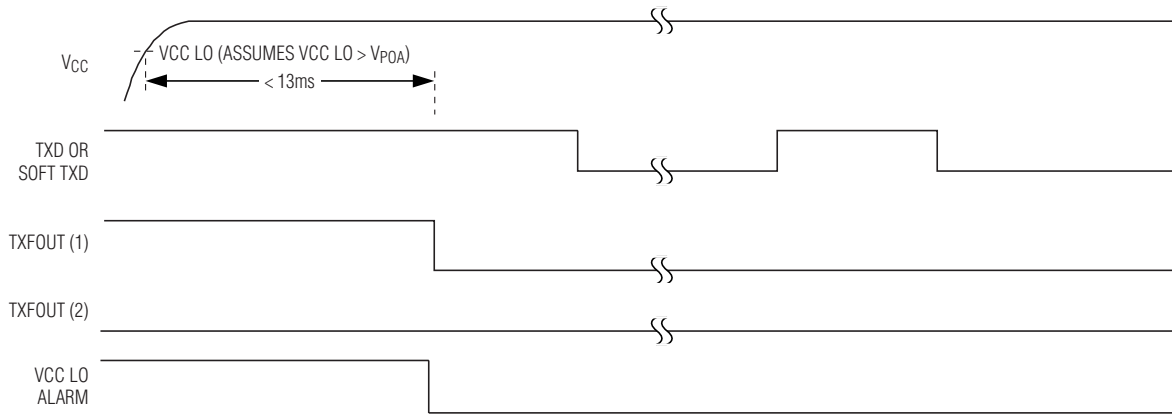 VCC
VCC LO (ASSUMES VCC LO > VPOA)
< 13ms
TXD OR
SOFT TXD
TXFOUT (1)
TXFOUT (2)
VCC LO
ALARM